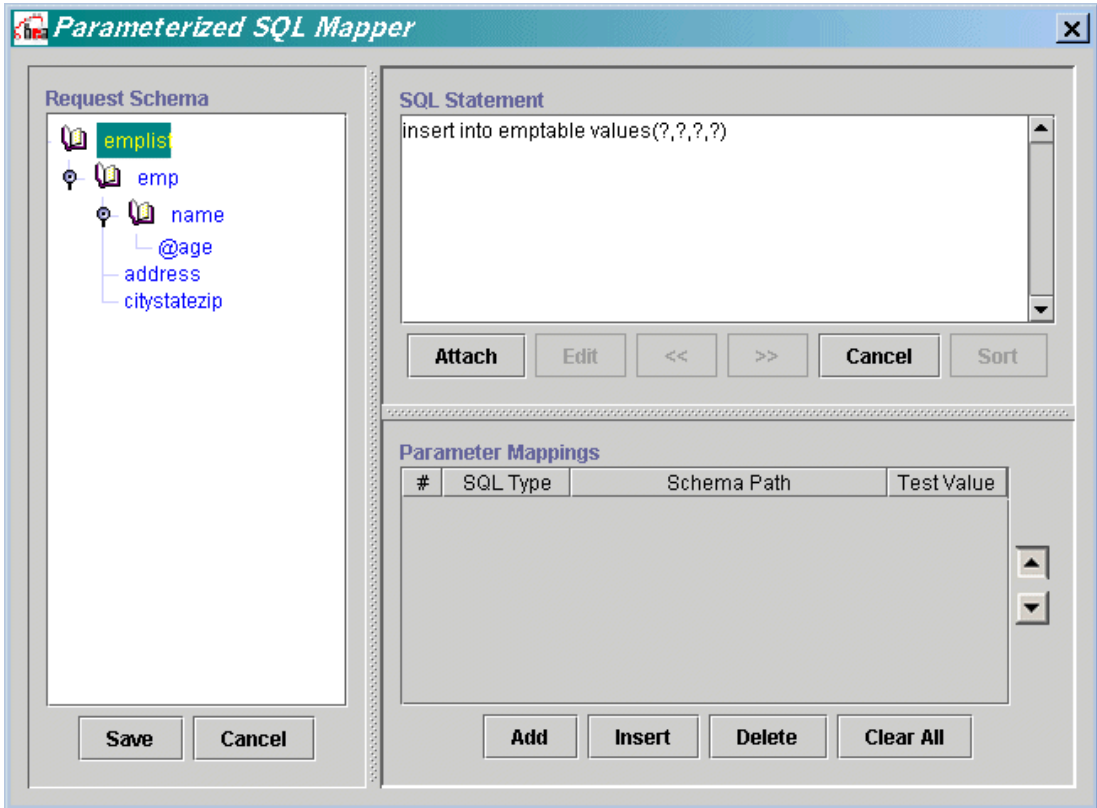 Parameterized SQL Mapper
Request Schema
emplist
emp
name
@age
address
citystatezip
Save Cancel
SQL Statement
insert into emptable values(?,?,?,?)
Attach Edit << >> Cancel Sort
Parameter Mappings
# SQL Type Schema Path Test Value
Add Insert Delete Clear All